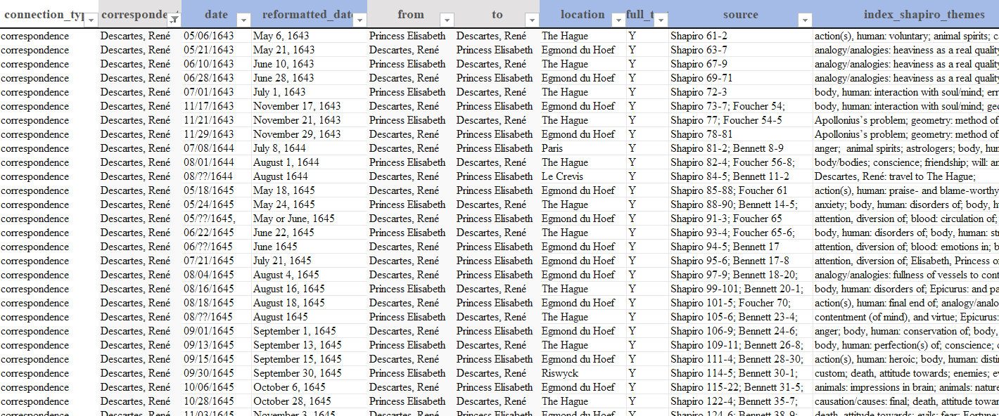 connection_typ corresponde date reformatted_date from to location full_t source index_shapiro_themes
correspondence Descartes, René 05/06/1643 May 6, 1643 Princess Elisabeth Descartes, René The Hague Y Shapiro 61-2 action(s), human: voluntary; animal spirits; c
correspondence Descartes, René 05/21/1643 May 21, 1643 Descartes, René Princess Elisabeth Egmond du Hoef Y Shapiro 63-7 analogy/analogies: heaviness as a real quality
correspondence Descartes, René 06/10/1643 June 10, 1643 Princess Elisabeth Descartes, René The Hague Y Shapiro 67-9 analogy/analogies: heaviness as a real quality
correspondence Descartes, René 06/28/1643 June 28, 1643 Descartes, René Princess Elisabeth Egmond du Hoef Y Shapiro 69-71 analogy/analogies: heaviness as a real quality
correspondence Descartes, René 07/01/1643 July 1, 1643 Princess Elisabeth Descartes, René The Hague Y Shapiro 72-3 body, human: interaction with soul/mind; err
correspondence Descartes, René 11/17/1643 November 17, 1643 Descartes, René Princess Elisabeth Egmond du Hoef Y Shapiro 73-7; Foucher 54; body, human: interaction with soul/mind; geo
correspondence Descartes, René 11/21/1643 November 21, 1643 Princess Elisabeth Descartes, René The Hague Y Shapiro 77; Foucher 54-5 Apollonius's problem; geometry: method of
correspondence Descartes, René 11/29/1643 November 29, 1643 Descartes, René Princess Elisabeth Egmond du Hoef Y Shapiro 78-81 Apollonius's problem; geometry: method of
correspondence Descartes, René 07/08/1644 July 8, 1644 Descartes, René Princess Elisabeth Paris Y Shapiro 81-2; Bennett 8-9 anger; animal spirits; astrologers; body, hum
correspondence Descartes, René 08/01/1644 August 1, 1644 Princess Elisabeth Descartes, René The Hague Y Shapiro 82-4; Foucher 56-8; body/bodies; conscience; friendship; will: an
correspondence Descartes, René 08/??/1644 August 1644 Descartes, René Princess Elisabeth Le Crevis Y Shapiro 84-5; Bennett 11-2 Descartes, René: travel to The Hague;
correspondence Descartes, René 05/18/1645 May 18, 1645 Descartes, René Princess Elisabeth Egmond du Hoef Y Shapiro 85-88; Foucher 61 action(s), human: praise- and blame-worthy
correspondence Descartes, René 05/24/1645 May 24, 1645 Princess Elisabeth Descartes, René The Hague Y Shapiro 88-90; Bennett 14-5; anxiety; body, human: disorders of; body, h
correspondence Descartes, René 05/??/1645, May or June, 1645 Descartes, René Princess Elisabeth Egmond du Hoef Y Shapiro 91-3; Foucher 65 attention, diversion of; blood: circulation of;
correspondence Descartes, René 06/22/1645 June 22, 1645 Princess Elisabeth Descartes, René The Hague Y Shapiro 93-4; Foucher 65-6; body, human: disorders of; body, human: str
correspondence Descartes, René 06/??/1645 June 1645 Descartes, René Princess Elisabeth Egmond du Hoef Y Shapiro 94-5; Bennett 17 attention, diversion of; blood: emotions in; b
correspondence Descartes, René 07/21/1645 July 21, 1645 Descartes, René Princess Elisabeth Egmond du Hoef Y Shapiro 95-6; Bennett 17-8 attention, diversion of; Elisabeth, Princess o
correspondence Descartes, René 08/04/1645 August 4, 1645 Descartes, René Princess Elisabeth Egmond du Hoef Y Shapiro 97-9; Bennett 18-20; analogy/analogies: fullness of vessels to cont
correspondence Descartes, René 08/16/1645 August 16, 1645 Princess Elisabeth Descartes, René The Hague Y Shapiro 99-101; Bennett 20-1; body, human: disorders of; Epicurus: and pa
correspondence Descartes, René 08/18/1645 August 18, 1645 Descartes, René Princess Elisabeth Egmond du Hoef Y Shapiro 101-5; Foucher 70; action(s), human: final end of; analogy/analo
correspondence Descartes, René 08/??/1645 August 1645 Princess Elisabeth Descartes, René The Hague Y Shapiro 105-6; Bennett 23-4; contentment (of mind), and virtue; Epicurus:
correspondence Descartes, René 09/01/1645 September 1, 1645 Descartes, René Princess Elisabeth Egmond du Hoef Y Shapiro 106-9; Bennett 24-6; anger; body, human: conservation of; body,
correspondence Descartes, René 09/13/1645 September 13, 1645 Princess Elisabeth Descartes, René The Hague Y Shapiro 109-11; Bennett 26-8; body, human: perfection(s) of; conscience; c
correspondence Descartes, René 09/15/1645 September 15, 1645 Descartes, René Princess Elisabeth Egmond du Hoef Y Shapiro 111-4; Bennett 28-30; action(s), human: heroic; body, human: distin
correspondence Descartes, René 09/30/1645 September 30, 1645 Princess Elisabeth Descartes, René Riswyck Y Shapiro 114-5; Bennett 30-1; custom; death, attitude towards; enemies; ev
correspondence Descartes, René 10/06/1645 October 6, 1645 Descartes, René Princess Elisabeth Egmond du Hoef Y Shapiro 115-22; Bennett 31-5; animals: impressions in brain; animals: nature
correspondence Descartes, René 10/28/1645 October 28, 1645 Princess Elisabeth Descartes, René The Hague Y Shapiro 122-4; Bennett 35-7; causation/causes: final; death, attitude towar
correspondence Descartes, René 11/03/1645 November 3, 1645 Descartes, René Princess Elisabeth Egmond du Hoef Y Shapiro 124-6; Bennett 38-9; death, attitude towards; evils; fear; Fortune;